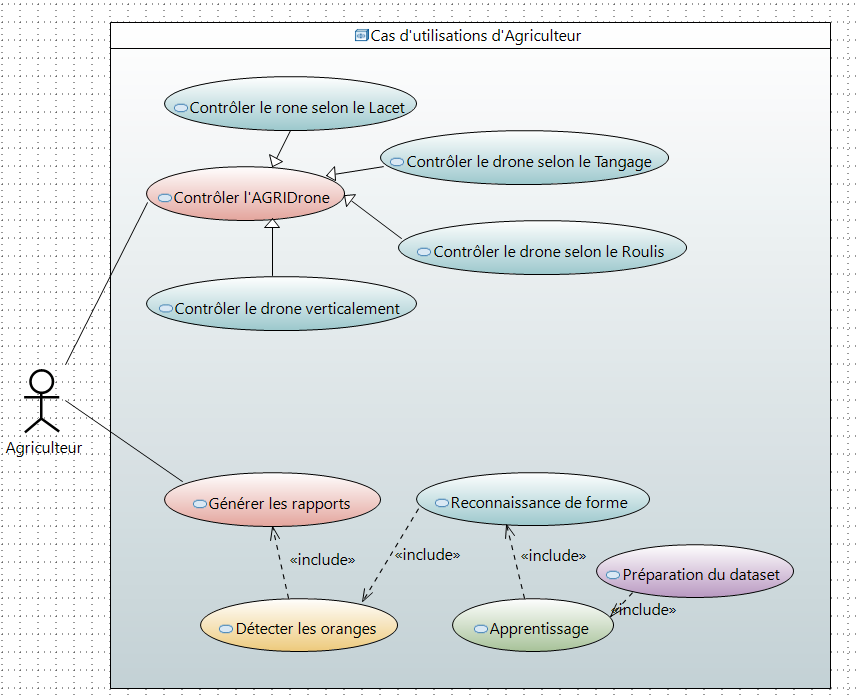 Cas d'utilisations d'Agriculteur
Contrôler le rone selon le Lacet
Contrôler le drone selon le Tangage
Contrôler l'AGRIDrone
Contrôler le drone selon le Roulis
Contrôler le drone verticalement
Agriculteur
Générer les rapports
Reconnaissance de forme
«include»
«include»
«include»
Préparation du dataset
«include»
Détecter les oranges
Apprentissage